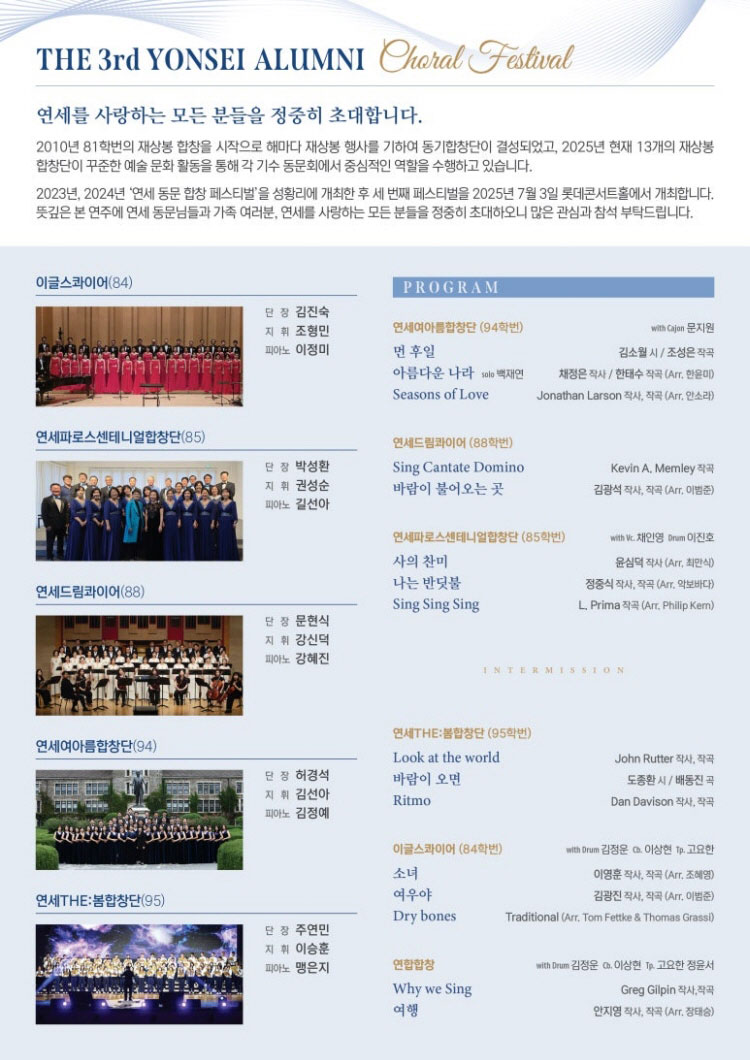 THE 3rd YONSEI ALUMNI Choral Festival
연세를 사랑하는 모든 분들을 정중히 초대합니다.
2010년 81학번의 재상봉 합창을 시작으로 해마다 재상봉 행사를 기하여 동기합창단이 결성되었고, 2025년 현재 13개의 재상봉
합창단이 꾸준한 예술 문화 활동을 통해 각 기수 동문회에서 중심적인 역할을 수행하고 있습니다.
2023년, 2024년 ‘연세 동문 합창 페스티벌’을 성황리에 개최한 후 세 번째 페스티벌을 2025년 7월 3일 롯데콘서트홀에서 개최합니다.
뜻깊은 본 연주에 연세 동문님들과 가족 여러분, 연세를 사랑하는 모든 분들을 정중히 초대하오니 많은 관심과 참석 부탁드립니다.
이글스콰이어(84)
단 장 김진숙
지 휘 조형민
피아노 이정미
연세파로스센테니얼합창단(85)
단 장 박성환
지 휘 권성순
피아노 길선아
연세드림콰이어(88)
단 장 문현식
지 휘 강신덕
피아노 강혜진
연세여아름합창단(94)
단 장 허경석
지 휘 김선아
피아노 김정예
연세THE:봄합창단(95)
단 장 주연민
지 휘 이승훈
피아노 맹은지
PROGRAM
연세여아름합창단 (94학번) with Cajon 문지원
먼 후일 김소월 시 / 조성은 작곡
아름다운 나라 solo 백재연 채정은 작사 / 한태수 작곡 (Arr. 한윤미)
Seasons of Love Jonathan Larson 작사, 작곡 (Arr. 안소라)
연세드림콰이어 (88학번)
Sing Cantate Domino Kevin A. Memley 작곡
바람이 불어오는 곳 김광석 작사, 작곡 (Arr. 이범준)
연세파로스센테니얼합창단 (85학번) with Vc. 채인영 Drum 이진호
사의 찬미 윤심덕 작사 (Arr. 최만식)
나는 반딧불 정중식 작사, 작곡 (Arr. 악보바다)
Sing Sing Sing L. Prima 작곡 (Arr. Philip Kern)
INTERMISSION
연세THE:봄합창단 (95학번)
Look at the world John Rutter 작사, 작곡
바람이 오면 도종환 시 / 배동진 곡
Ritmo Dan Davison 작사, 작곡
이글스콰이어 (84학번) with Drum 김정운 Cb. 이상현 Tp. 고요한
소녀 이영훈 작사, 작곡 (Arr. 조혜영)
여우야 김광진 작사, 작곡 (Arr. 이범준)
Dry bones Traditional (Arr. Tom Fettke & Thomas Grassi)
연합합창 with Drum 김정운 Cb. 이상현 Tp. 고요한 정윤서
Why we Sing Greg Gilpin 작사,작곡
여행 안지영 작사, 작곡 (Arr. 장태승)